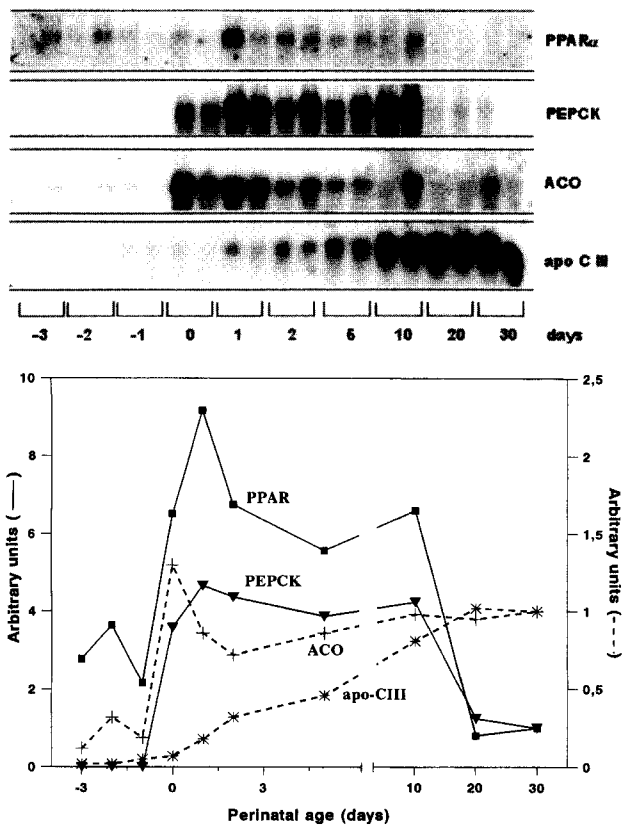 PPARα
PEPCK
ACO
apo C III
-3 -2 -1 0 1 2 6 10 20 30 days
10 2,5
8 2
6 1,5
4 1
2 0,5
0 0
Arbitrary units ( — )
Arbitrary units ( --- )
PPAR
PEPCK
ACO
apo-CIII
-3 0 3 10 20 30
Perinatal age (days)